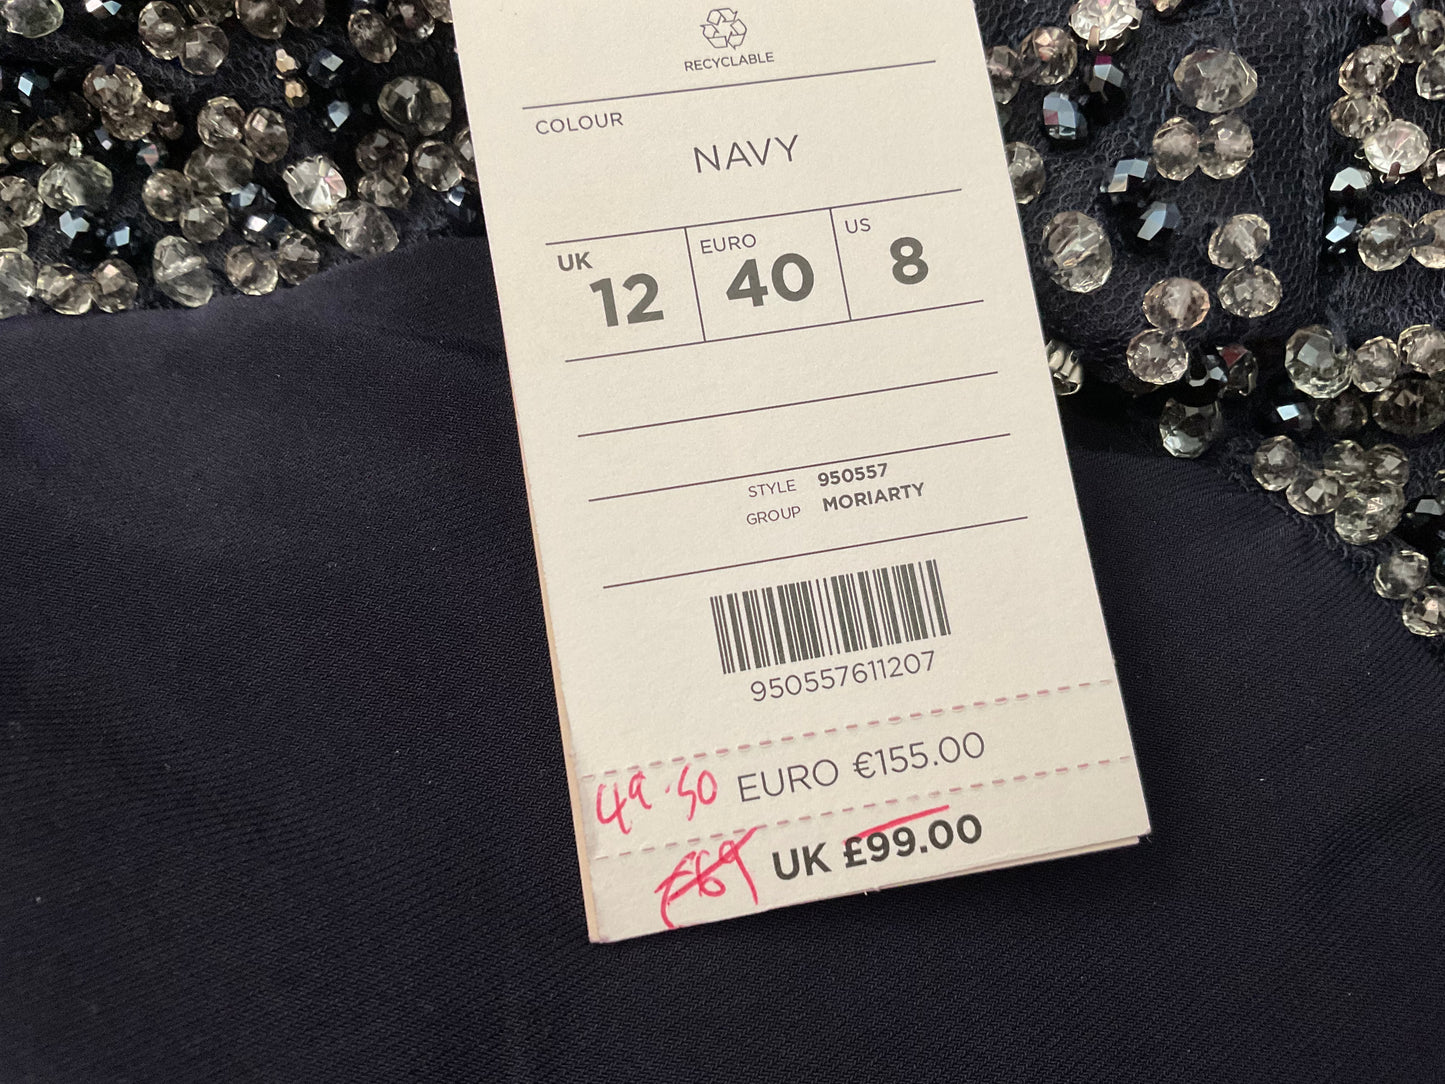 RECYCLABLE
COLOUR
NAVY
UK
12
EURO
40
US
8
STYLE 950557
GROUP MORIARTY
950557611207
49.50 EURO €155.00
£69 UK £99.00